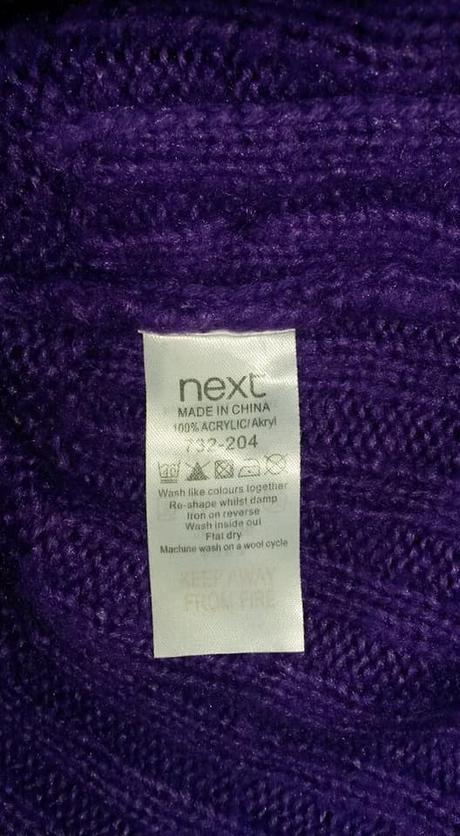 next
MADE IN CHINA
100% ACRYLIC/Akryl
732-204
40
Wash like colours together
Re-shape whilst damp
Iron on reverse
Wash inside out
Flat dry
Machine wash on a wool cycle
KEEP AWAY
FROM FIRE